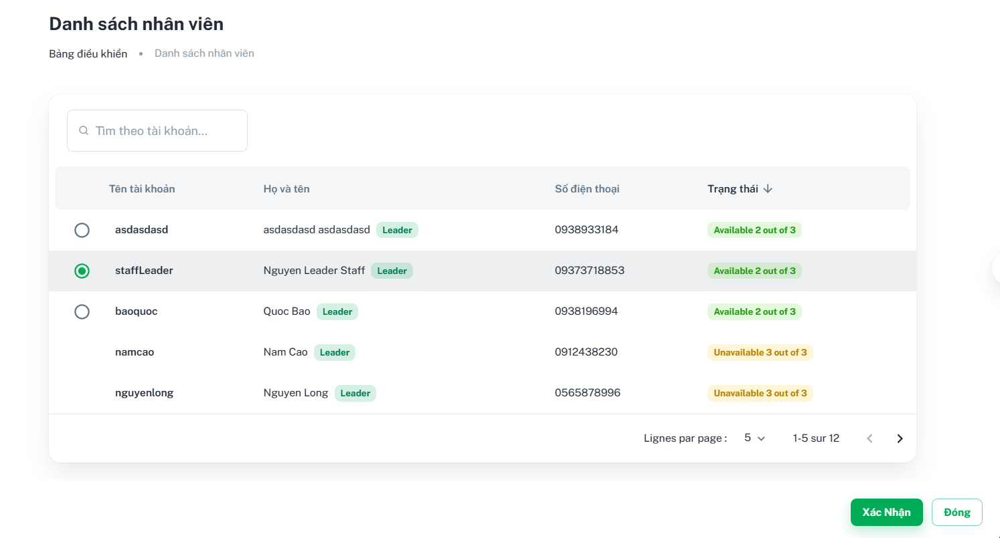 Danh sách nhân viên
Bảng điều khiển • Danh sách nhân viên
Tìm theo tài khoản...
Tên tài khoản Họ và tên Số điện thoại Trạng thái
asdasdasd asdasdasd asdasdasd Leader 0938933184 Available 2 out of 3
staffLeader Nguyen Leader Staff Leader 09373718853 Available 2 out of 3
baoquoc Quoc Bao Leader 0938196994 Available 2 out of 3
namcao Nam Cao Leader 0912438230 Unavailable 3 out of 3
nguyenlong Nguyen Long Leader 0565878996 Unavailable 3 out of 3
Lignes par page : 5 1-5 sur 12
Xác Nhận Đóng